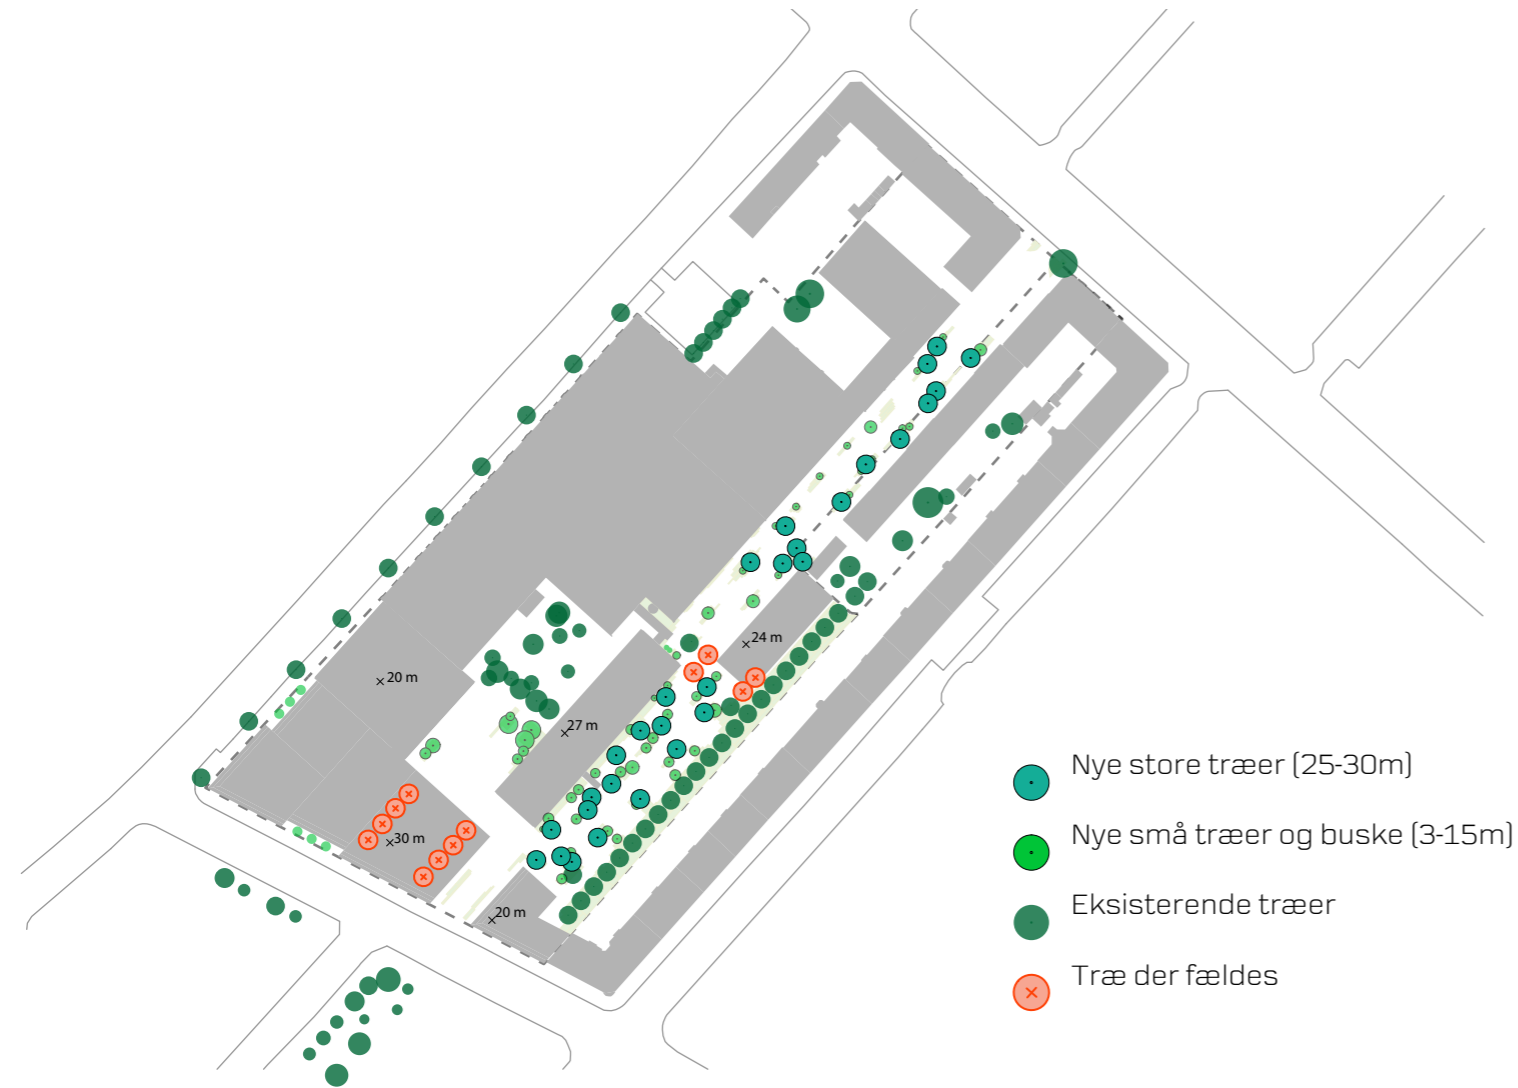 24 m
20 m
27 m
30 m
20 m
Nye store træer (25-30m)
Nye små træer og buske (3-15m)
Eksisterende træer
Træ der fældes